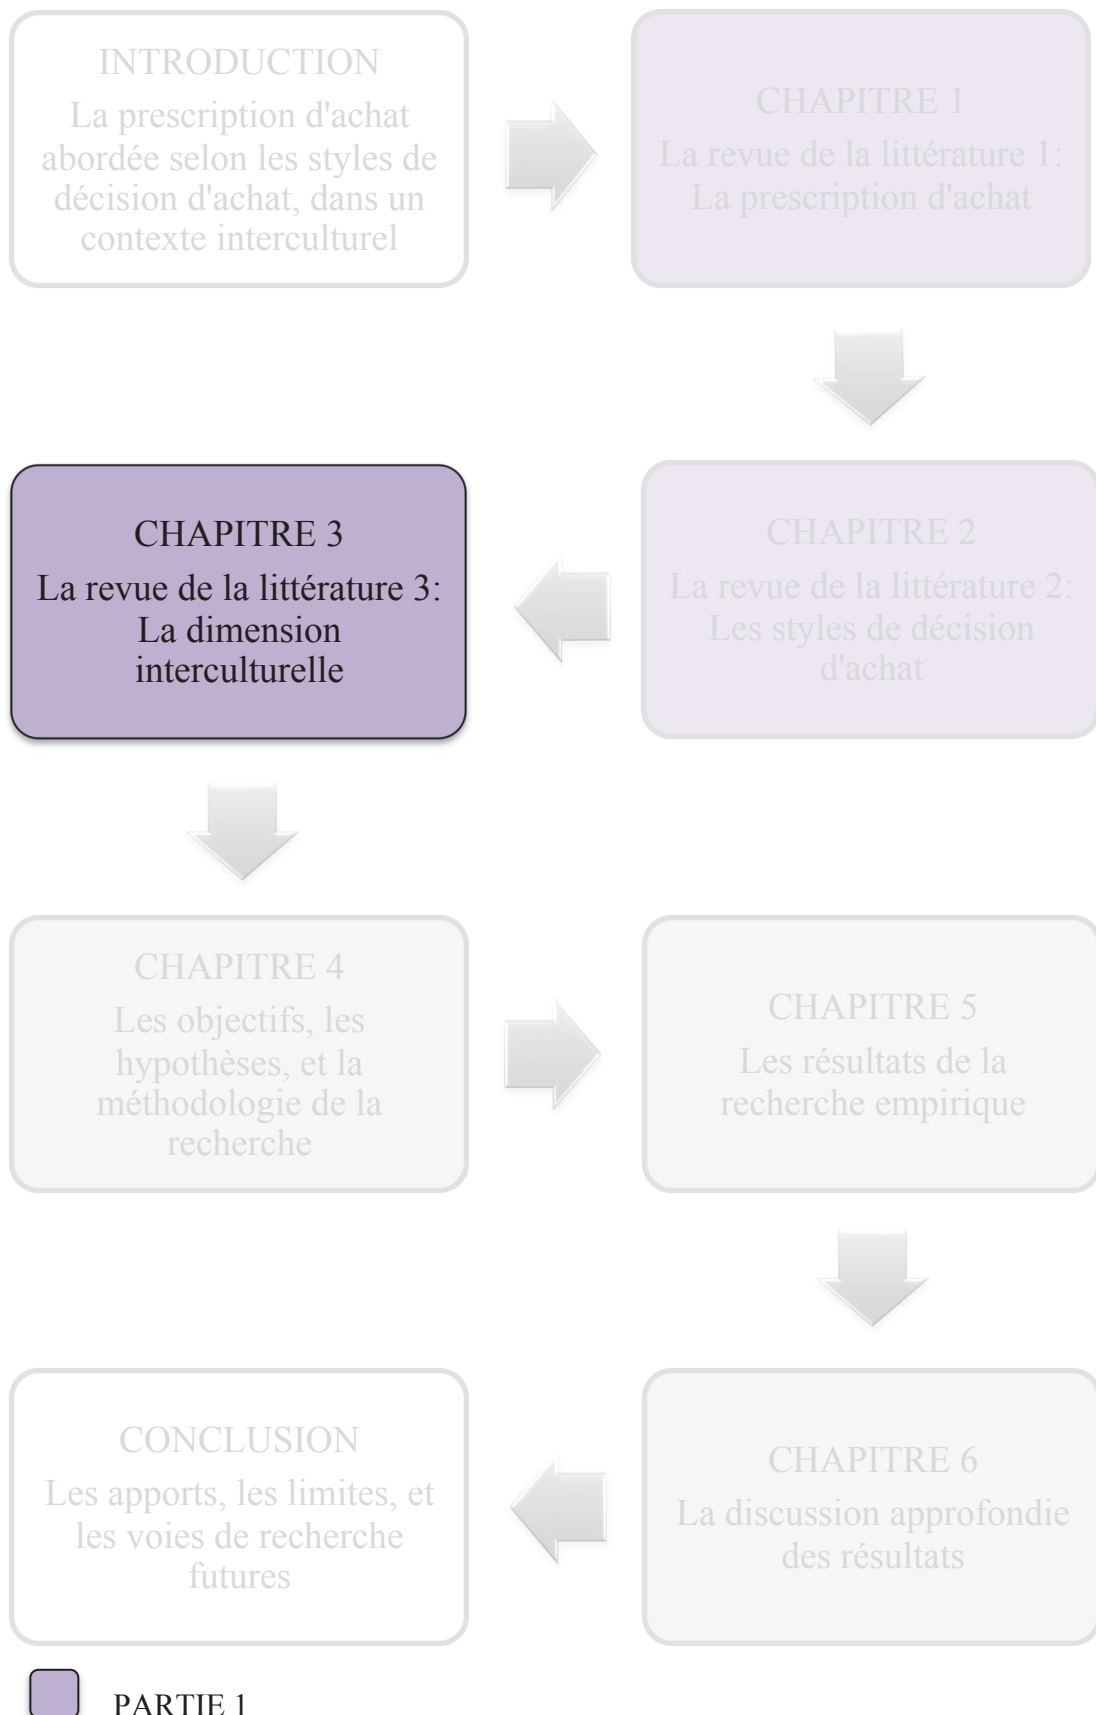 INTRODUCTION
La prescription d'achat
abordée selon les styles de
décision d'achat, dans un
contexte interculturel
CHAPITRE 1
La revue de la littérature 1:
La prescription d'achat
CHAPITRE 2
La revue de la littérature 2:
Les styles de décision
d'achat
CHAPITRE 3
La revue de la littérature 3:
La dimension
interculturelle
CHAPITRE 4
Les objectifs, les
hypothèses, et la
méthodologie de la
recherche
CHAPITRE 5
Les résultats de la
recherche empirique
CHAPITRE 6
La discussion approfondie
des résultats
CONCLUSION
Les apports, les limites, et
les voies de recherche
futures
PARTIE 1